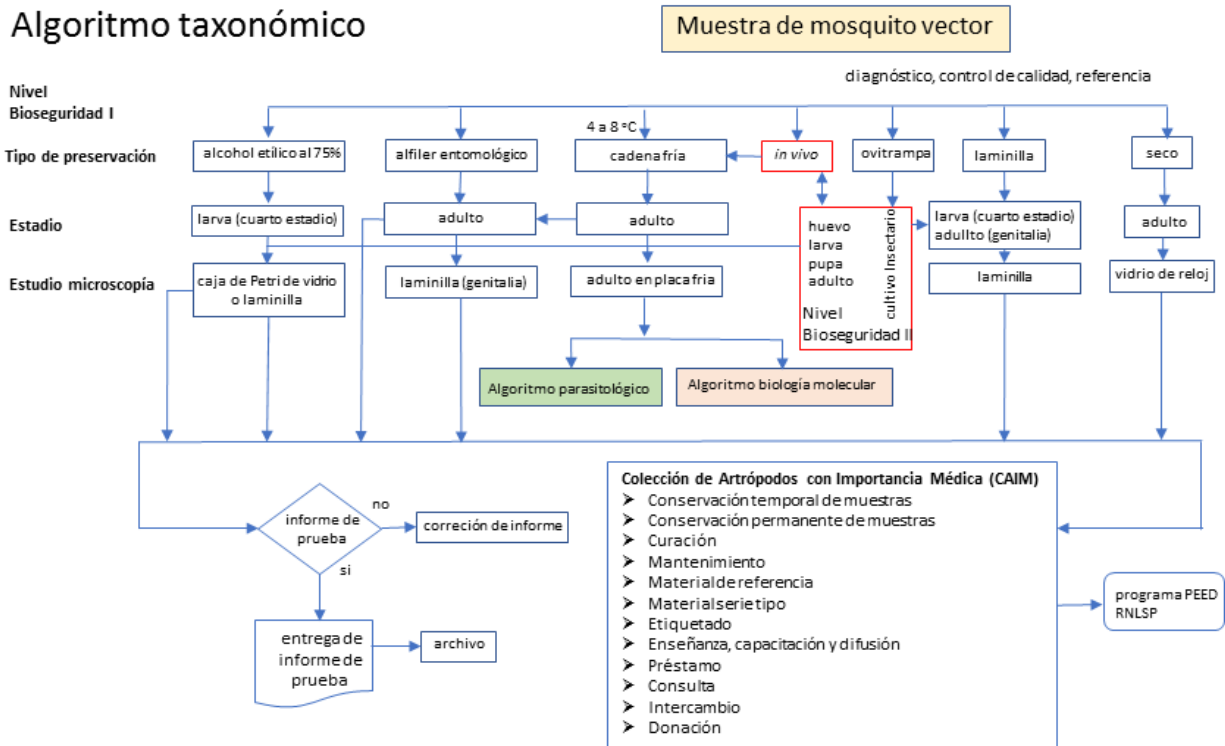 Algoritmo taxonómico
Muestra de mosquito vector
diagnóstico, control de calidad, referencia
Nivel
Bioseguridad I
4 a 8 °C
Tipo de preservación
alcohol etílico al 75%
alfiler entomológico
cadena fría
in vivo
ovitrampa
laminilla
seco
Estadio
larva (cuarto estadio)
adulto
adulto
huevo
larva
pupa
adulto
cultivo Insectario
Nivel
Bioseguridad II
larva (cuarto estadio)
adullto (genitalia)
adulto
Estudio microscopía
caja de Petri de vidrio
o laminilla
laminilla (genitalia)
adulto en placa fria
laminilla
vidrio de reloj
Algoritmo parasitológico
Algoritmo biología molecular
informe de
prueba
no
correción de informe
si
entrega de
informe de
prueba
archivo
Colección de Artrópodos con Importancia Médica (CAIM)
➤ Conservación temporal de muestras
➤ Conservación permanente de muestras
➤ Curación
➤ Mantenimiento
➤ Material de referencia
➤ Material serie tipo
➤ Etiquetado
➤ Enseñanza, capacitación y difusión
➤ Préstamo
➤ Consulta
➤ Intercambio
➤ Donación
programa PEED
RNLSP